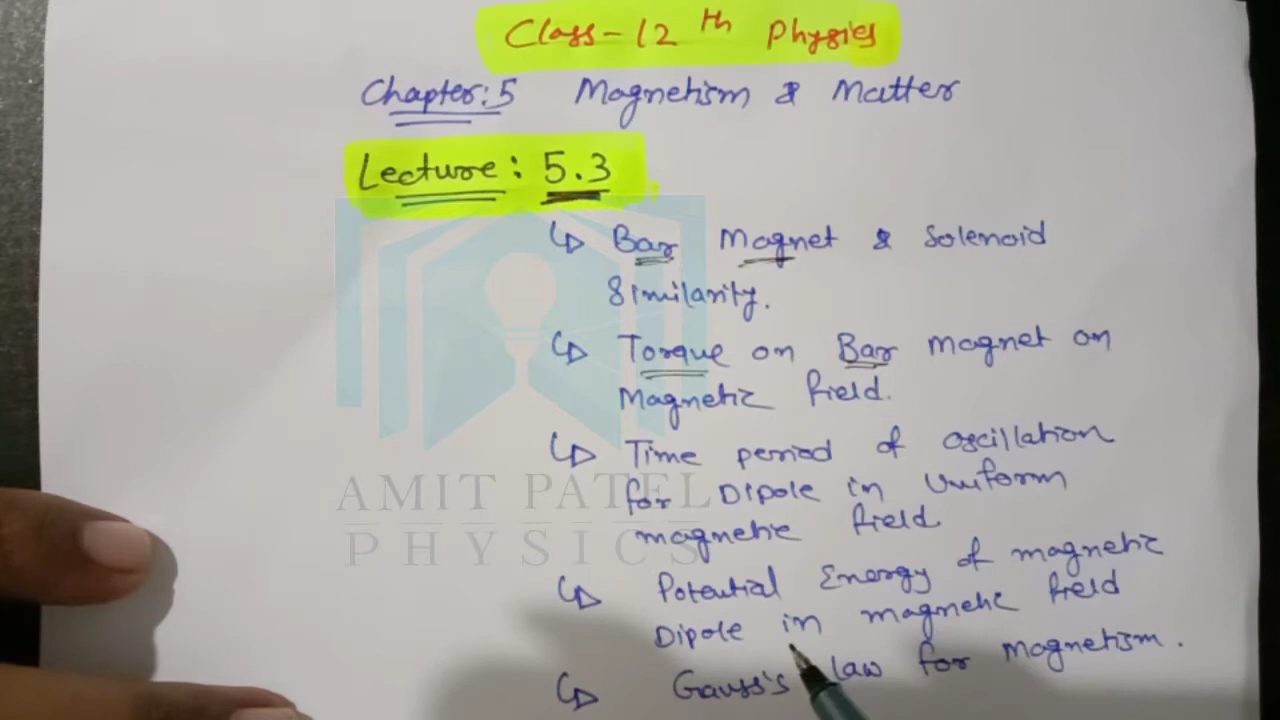 Class-12th Physics
Chapter:5 Magnetism & Matter
Lecture: 5.3
Bar Magnet & Solenoid
Similarity.
Torque on Bar magnet on
Magnetic field.
Time period of oscillation
for Dipole in Uniform
magnetic field
Potential Energy of magnetic
Dipole in magnetic field
Gauss's law for magnetism.
AMIT PATEL
PHYSICS